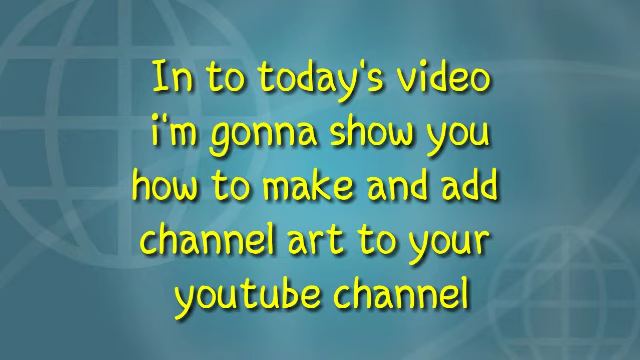 In to today's video
i'm gonna show you
how to make and add
channel art to your
youtube channel